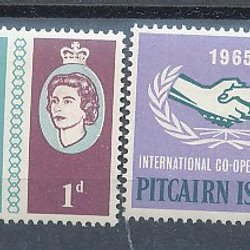 1d
1965
INTERNATIONAL CO-OPE
PITCAIRN IS